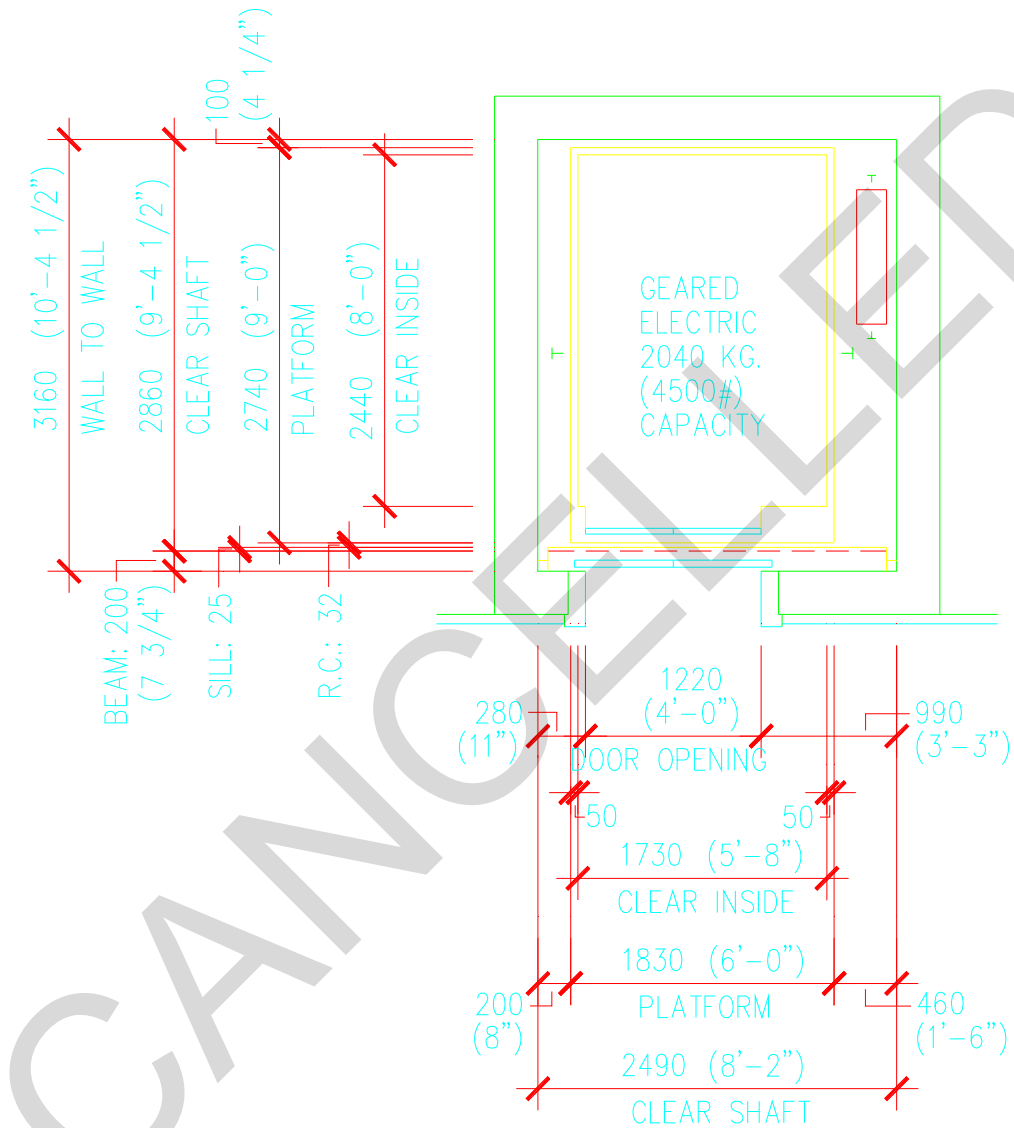 100
(4 1/4")
3160 (10'-4 1/2")
WALL TO WALL
2860 (9'-4 1/2")
CLEAR SHAFT
2740 (9'-0")
PLATFORM
2440 (8'-0")
CLEAR INSIDE
BEAM: 200
(7 3/4")
SILL: 25
R.C.: 32
GEARED
ELECTRIC
2040 KG.
(4500#)
CAPACITY
280
(11")
1220
(4'-0")
DOOR OPENING
990
(3'-3")
50
50
1730 (5'-8")
CLEAR INSIDE
1830 (6'-0")
PLATFORM
200
(8")
460
(1'-6")
2490 (8'-2")
CLEAR SHAFT
CANCELLED